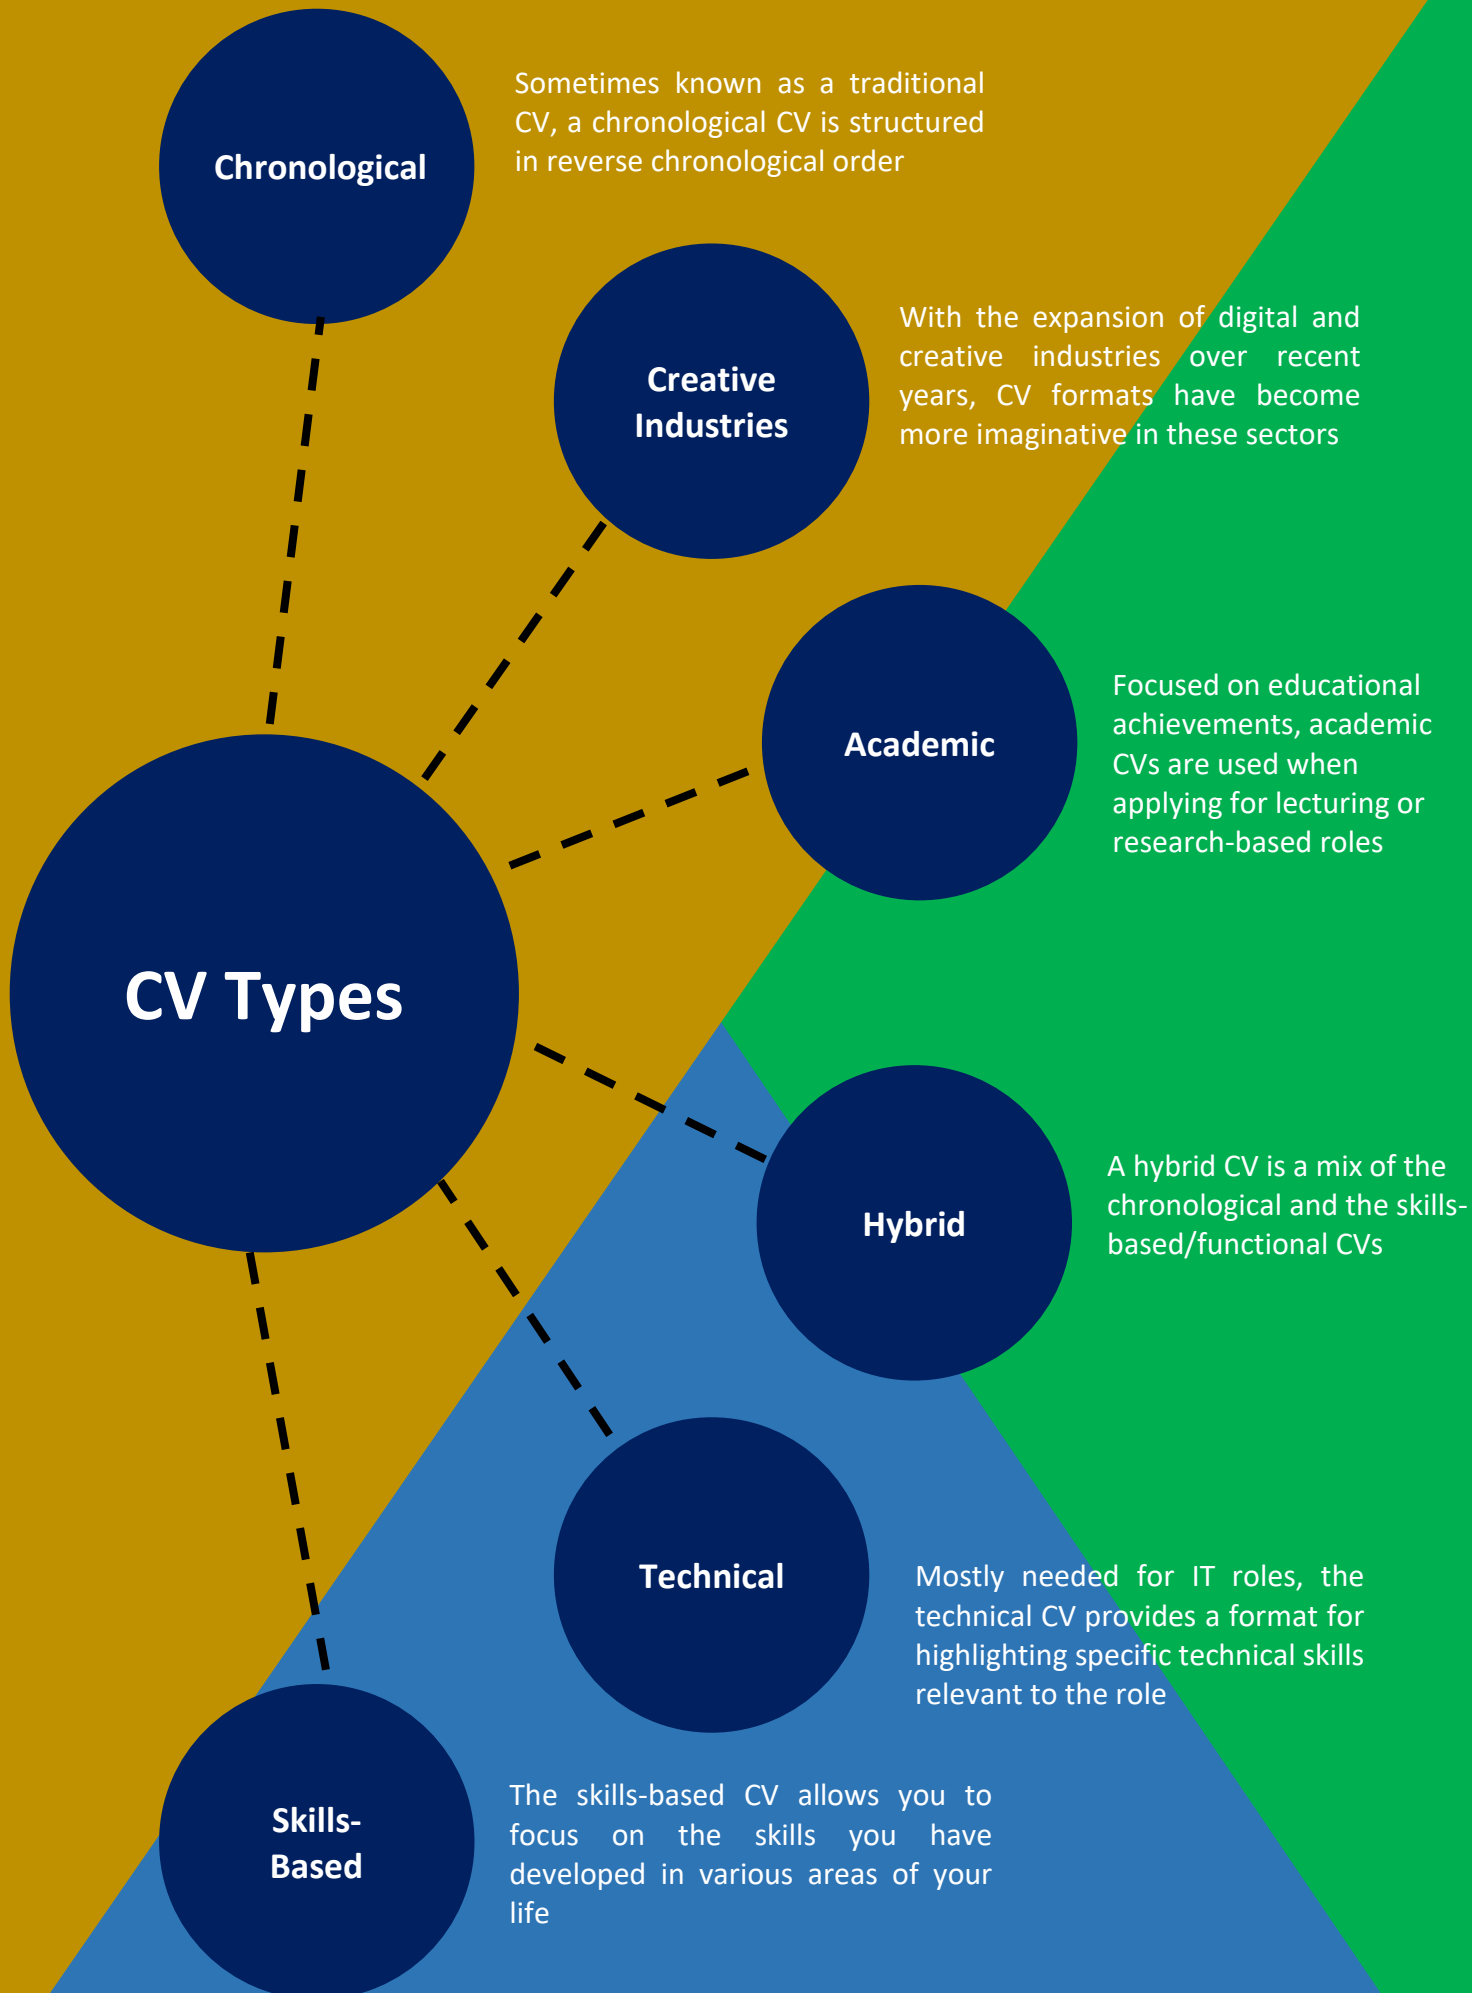 Chronological
Sometimes known as a traditional
CV, a chronological CV is structured
in reverse chronological order
Creative
Industries
With the expansion of digital and
creative industries over recent
years, CV formats have become
more imaginative in these sectors
Academic
Focused on educational
achievements, academic
CVs are used when
applying for lecturing or
research-based roles
CV Types
Hybrid
A hybrid CV is a mix of the
chronological and the skills-
based/functional CVs
Technical
Mostly needed for IT roles, the
technical CV provides a format for
highlighting specific technical skills
relevant to the role
Skills-
Based
The skills-based CV allows you to
focus on the skills you have
developed in various areas of your
life